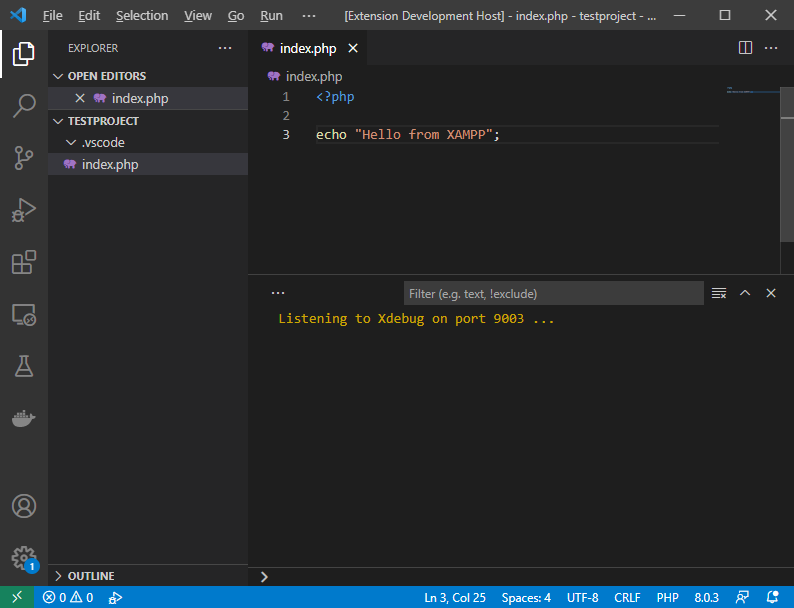 File Edit Selection View Go Run ··· [Extension Development Host] - index.php - testproject - ...
EXPLORER ···
OPEN EDITORS
index.php
TESTPROJECT
.vscode
index.php
OUTLINE
index.php
index.php
1 <?php
2
3 echo "Hello from XAMPP";
··· Filter (e.g. text, !exclude)
Listening to Xdebug on port 9003 ...
1
0 0 Ln 3, Col 25 Spaces: 4 UTF-8 CRLF PHP 8.0.3